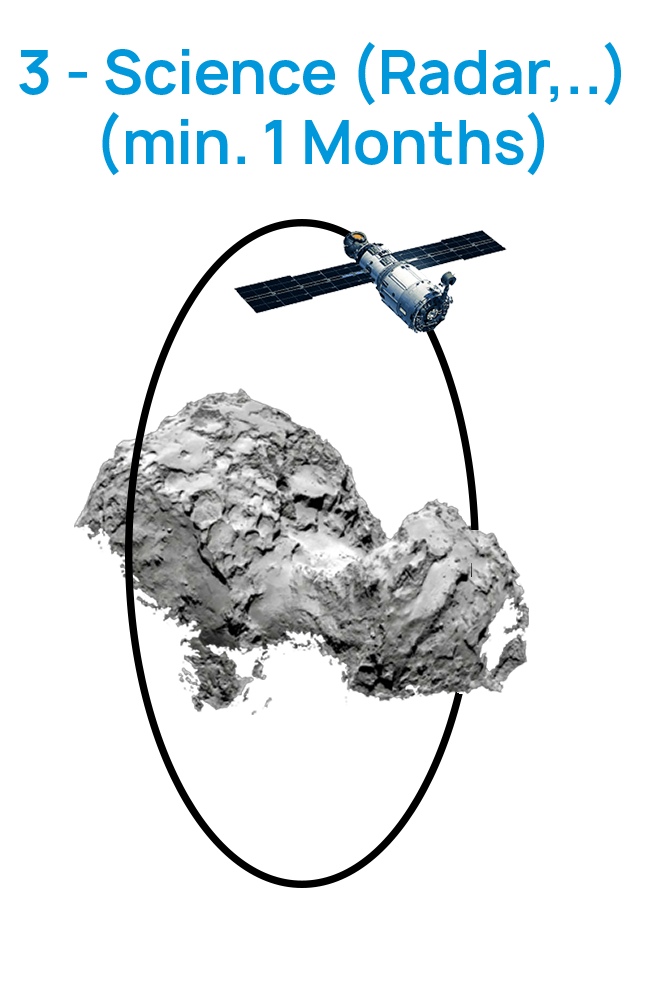 3 - Science (Radar,..)
(min. 1 Months)